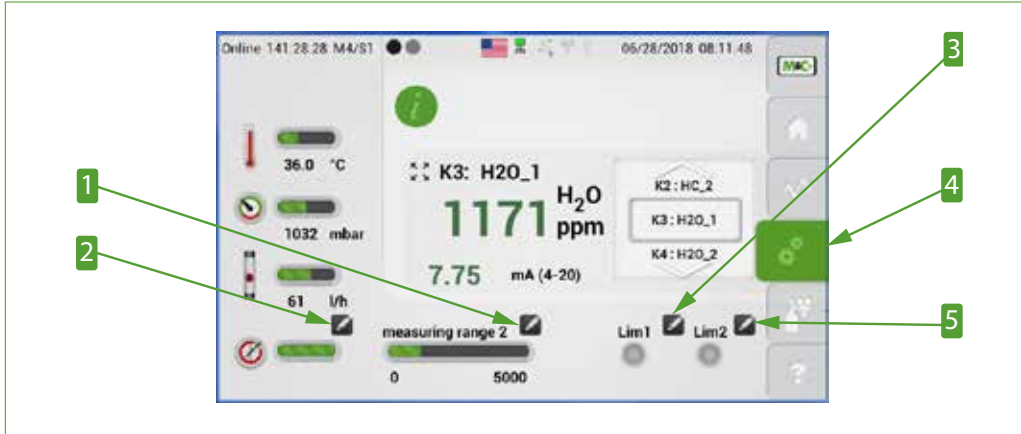 Online 141:28:28 M4/S1
06/28/2018 08:11:48
M&C
3
i
36.0 °C
K3: H2O_1
K2:HC_2
1
1171 H2O ppm
K3:H2O_1
4
1032 mbar
K4:H2O_2
2
7.75 mA (4-20)
61 l/h
measuring range 2
Lim1
Lim2
5
0 5000
?